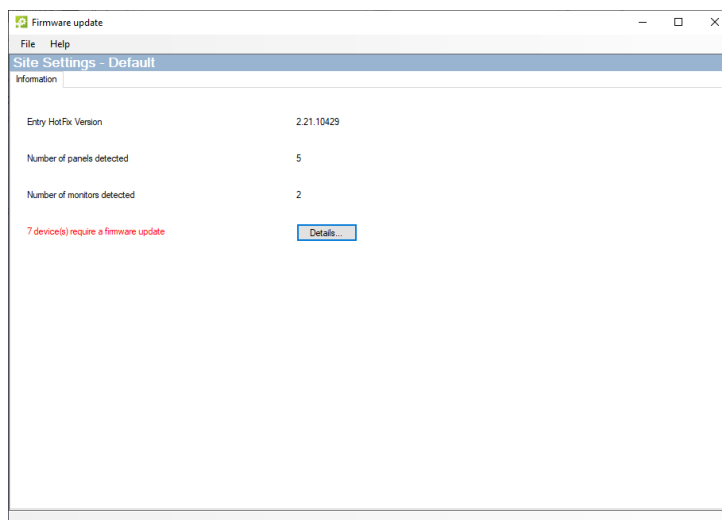 Firmware update
File Help
Site Settings - Default
Information
Entry HotFix Version 2.21.10429
Number of panels detected 5
Number of monitors detected 2
7 device(s) require a firmware update Details...